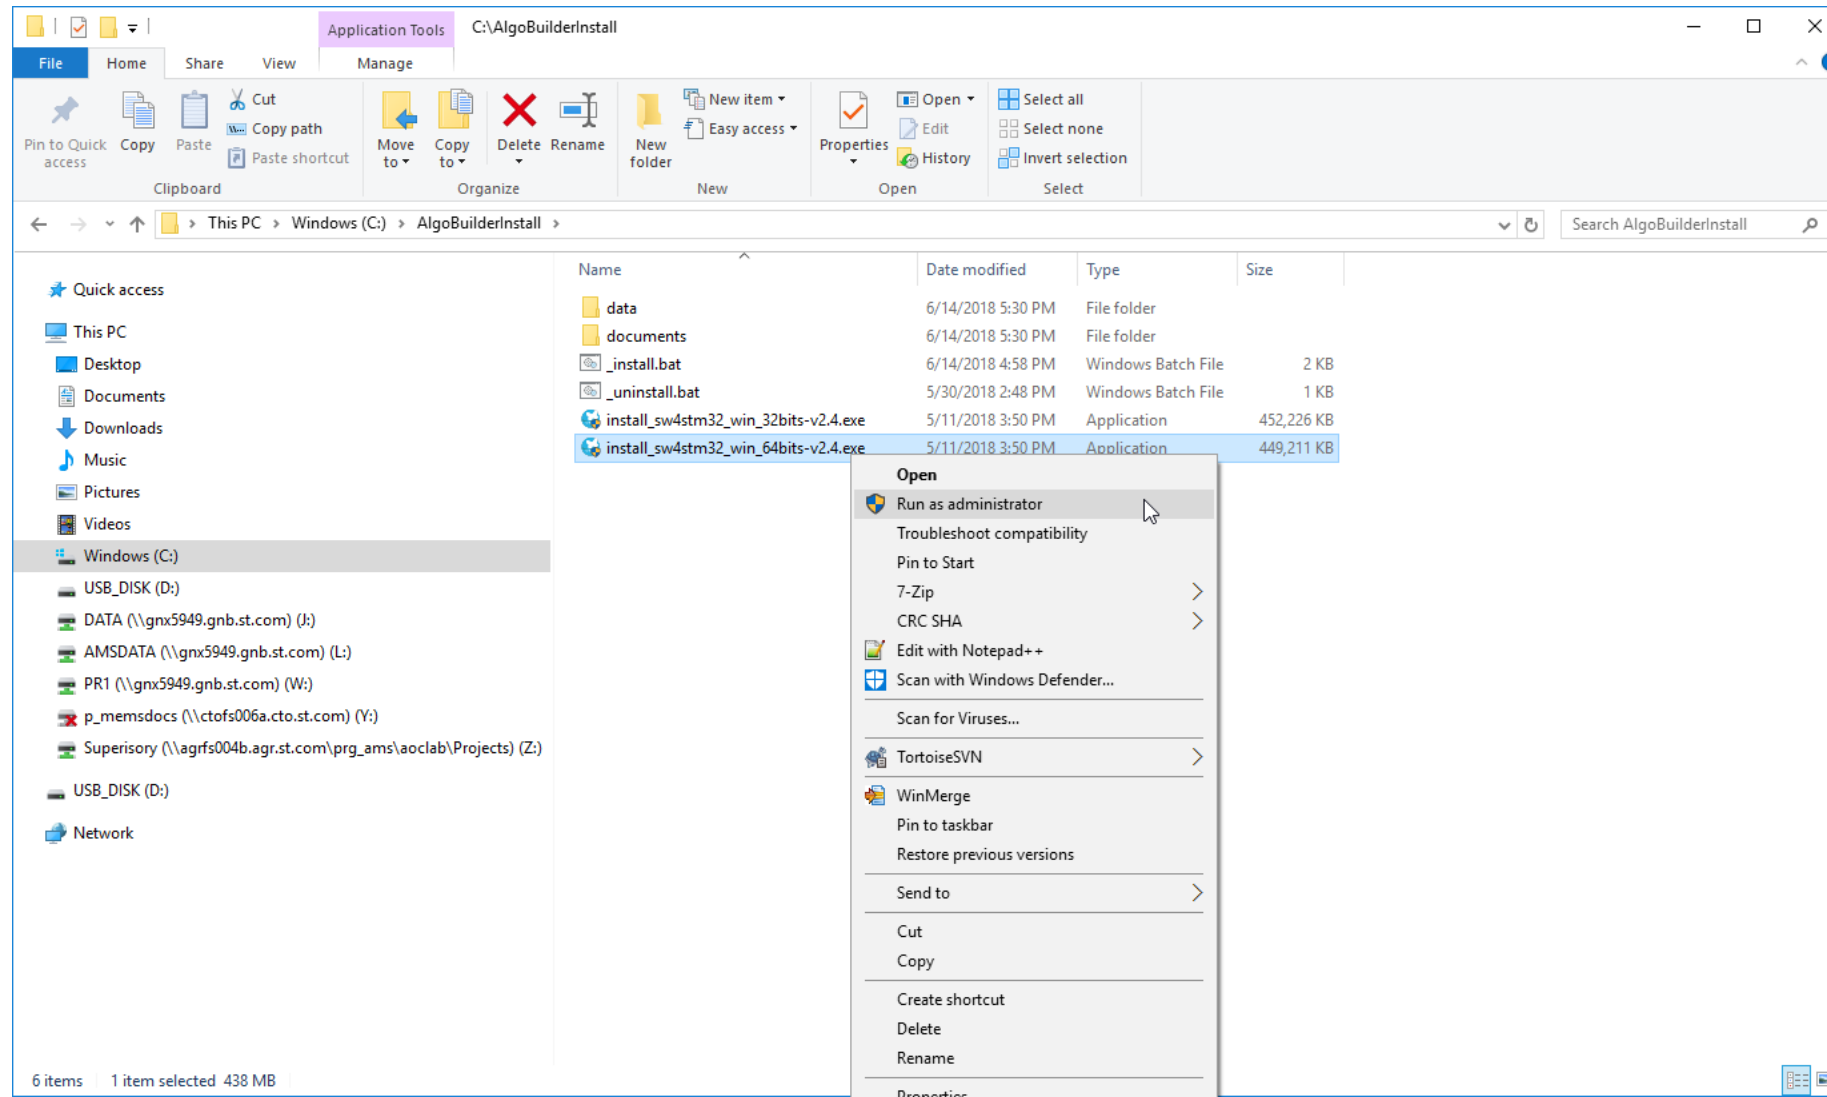 Application Tools
C:\AlgoBuilderInstall
File
Home
Share
View
Manage
Pin to Quick access
Copy
Paste
Cut
Copy path
Paste shortcut
Clipboard
Move to
Copy to
Delete
Rename
Organize
New folder
New item
Easy access
New
Properties
Open
Edit
History
Open
Select all
Select none
Invert selection
Select
This PC > Windows (C:) > AlgoBuilderInstall >
Search AlgoBuilderInstall
Quick access
This PC
Desktop
Documents
Downloads
Music
Pictures
Videos
Windows (C:)
USB_DISK (D:)
DATA (\\gnx5949.gnb.st.com) (J:)
AMSDATA (\\gnx5949.gnb.st.com) (L:)
PR1 (\\gnx5949.gnb.st.com) (W:)
p_memsdocs (\\ctofs006a.cto.st.com) (Y:)
Superisory (\\agrfs004b.agr.st.com\prg_ams\aoclab\Projects) (Z:)
USB_DISK (D:)
Network
Name Date modified Type Size
data 6/14/2018 5:30 PM File folder
documents 6/14/2018 5:30 PM File folder
_install.bat 6/14/2018 4:58 PM Windows Batch File 2 KB
_uninstall.bat 5/30/2018 2:48 PM Windows Batch File 1 KB
install_sw4stm32_win_32bits-v2.4.exe 5/11/2018 3:50 PM Application 452,226 KB
install_sw4stm32_win_64bits-v2.4.exe 5/11/2018 3:50 PM Application 449,211 KB
Open
Run as administrator
Troubleshoot compatibility
Pin to Start
7-Zip
CRC SHA
Edit with Notepad++
Scan with Windows Defender...
Scan for Viruses...
TortoiseSVN
WinMerge
Pin to taskbar
Restore previous versions
Send to
Cut
Copy
Create shortcut
Delete
Rename
Properties
6 items 1 item selected 438 MB